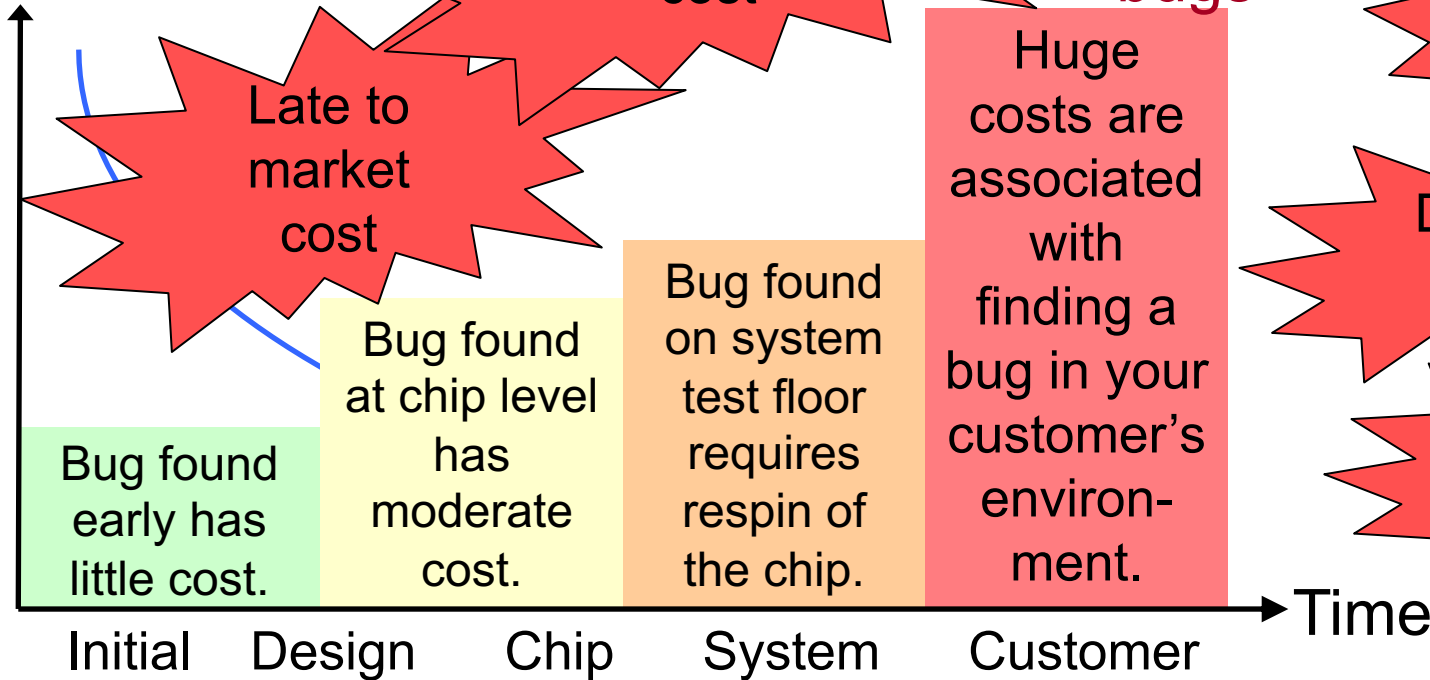 cost
bugs
Late to
market
cost
Huge
costs are
associated
with
finding a
bug in your
customer’s
environ-
ment.
Bug found
on system
test floor
requires
respin of
the chip.
Bug found
at chip level
has
moderate
cost.
Bug found
early has
little cost.
Time
Initial Design Chip System Customer